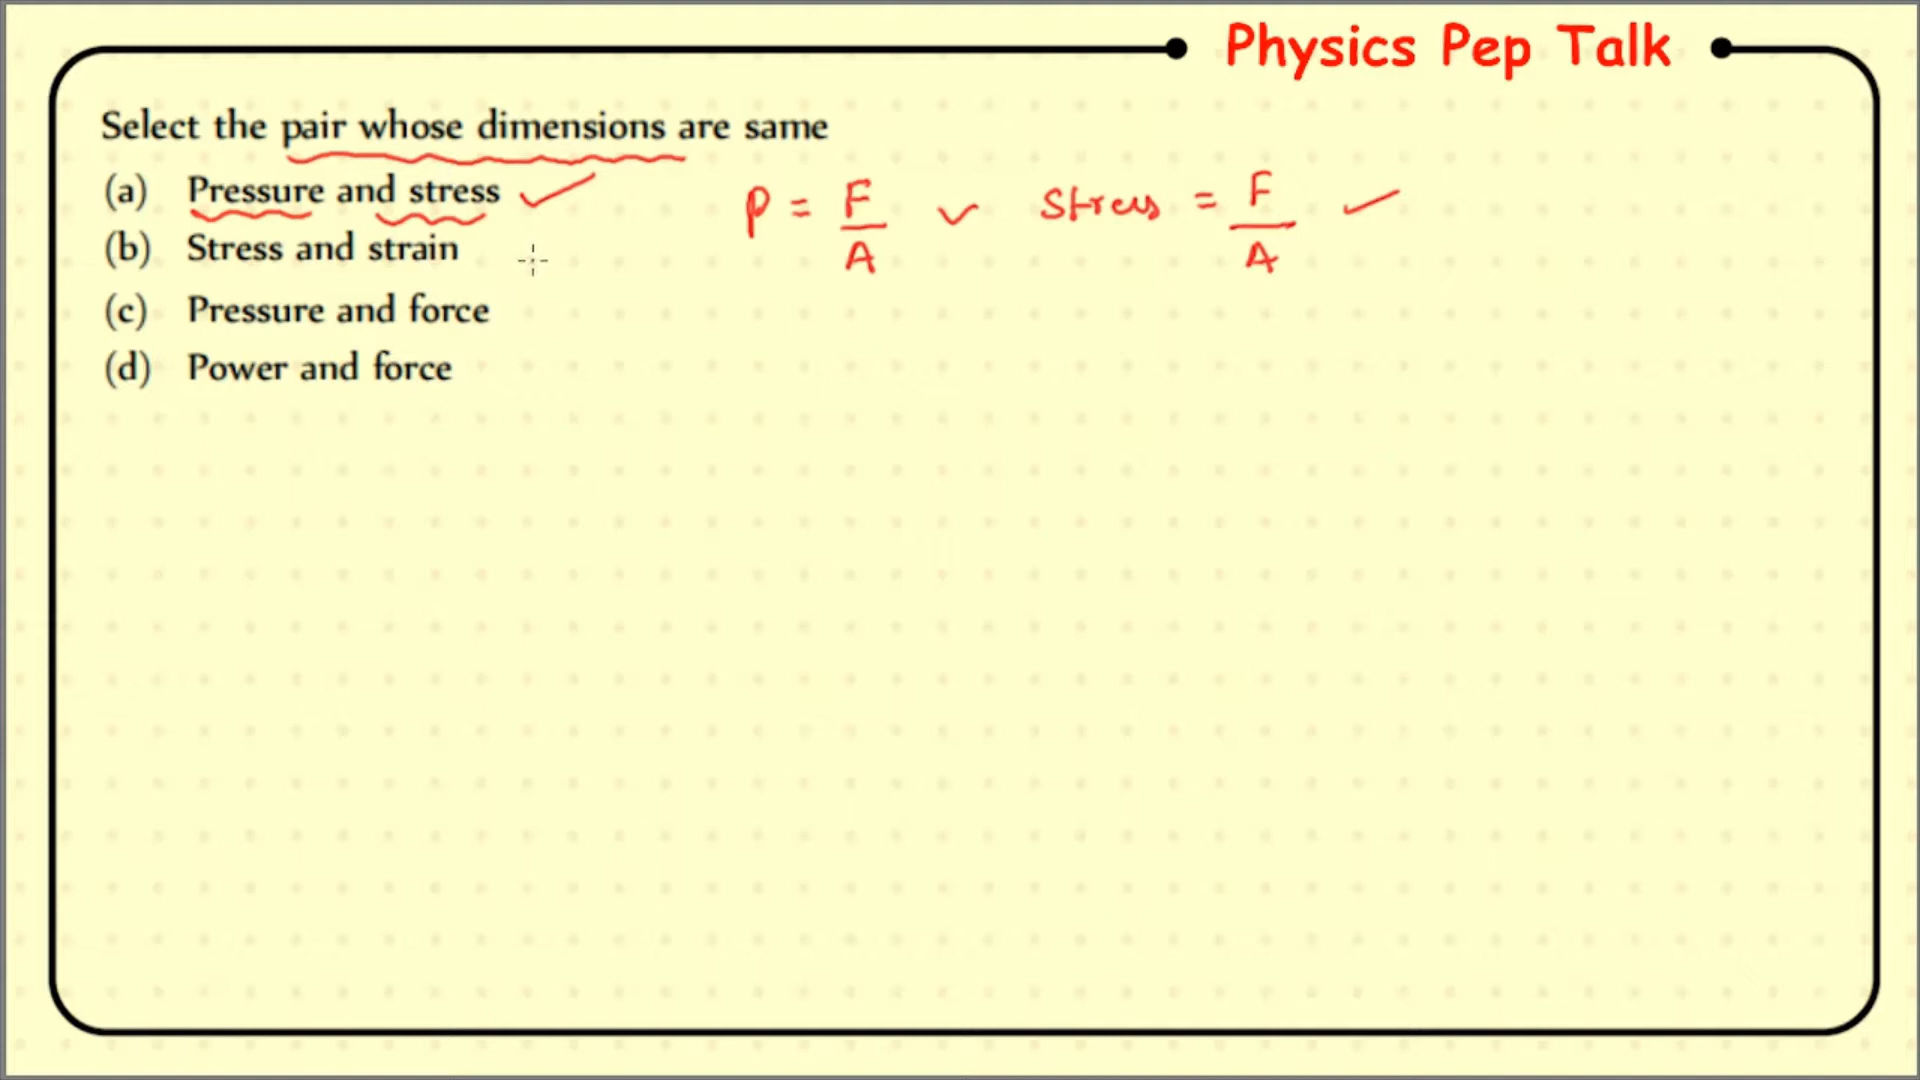 Physics Pep Talk
Select the pair whose dimensions are same
(a) Pressure and stress
P = F/A Stress = F/A
(b) Stress and strain
(c) Pressure and force
(d) Power and force